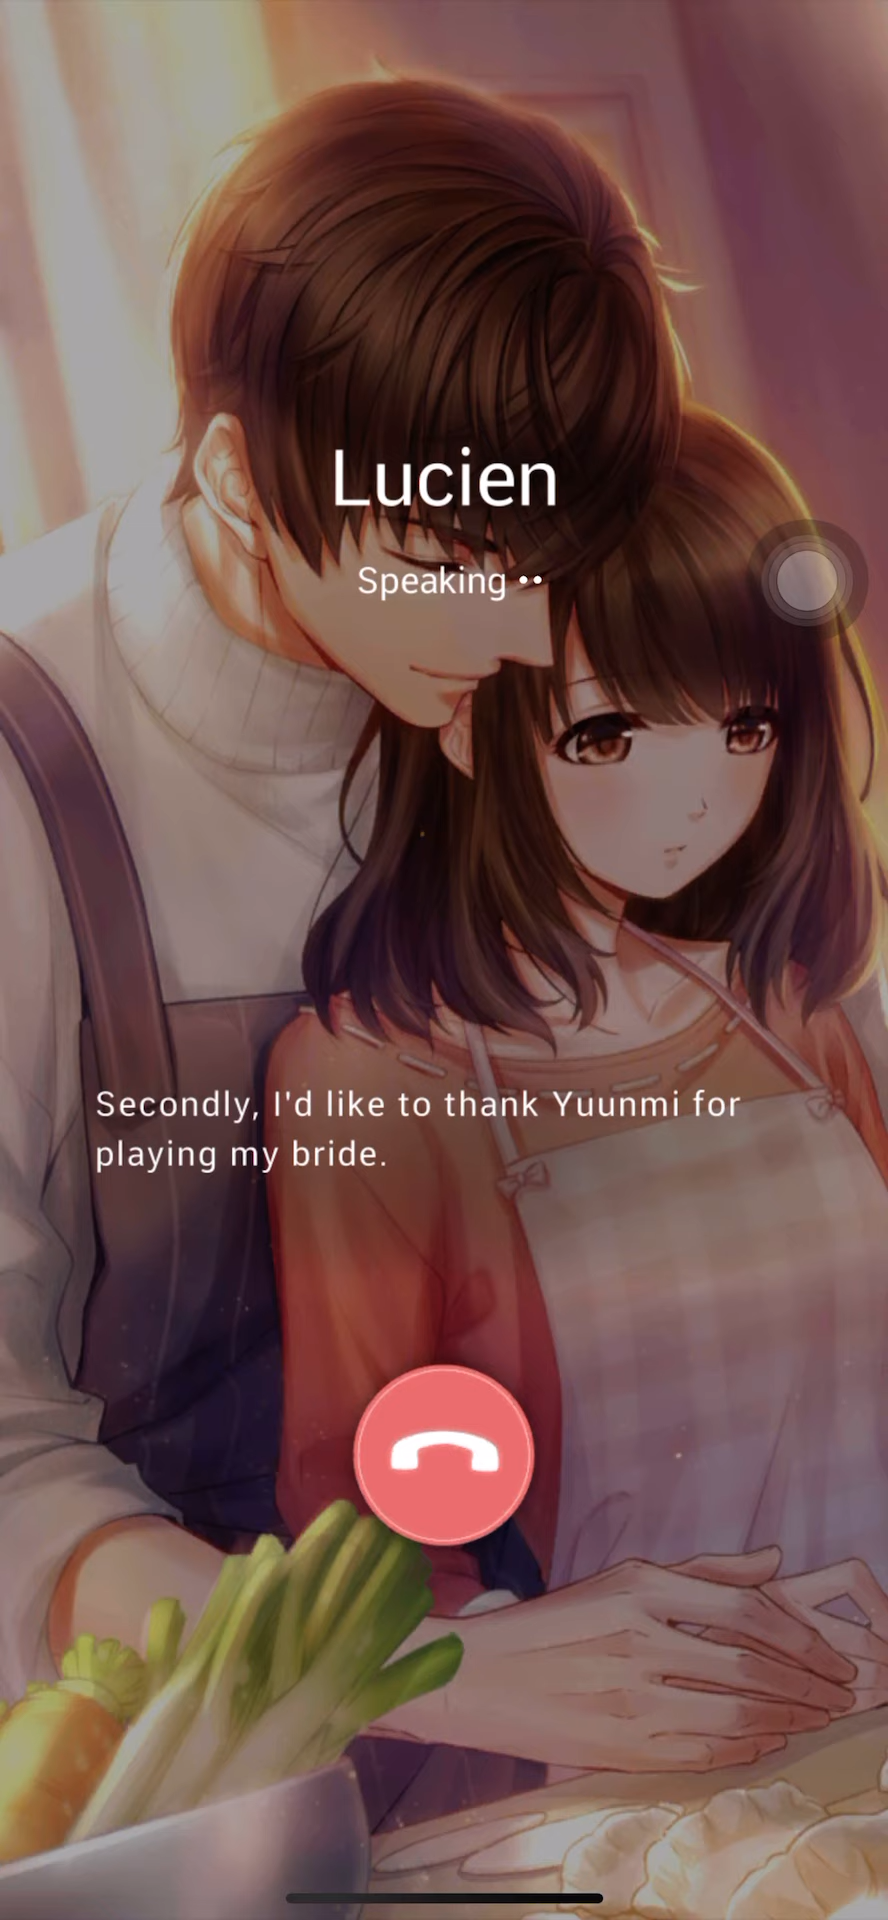 Lucien
Speaking ••
Secondly, I'd like to thank Yuunmi for
playing my bride.